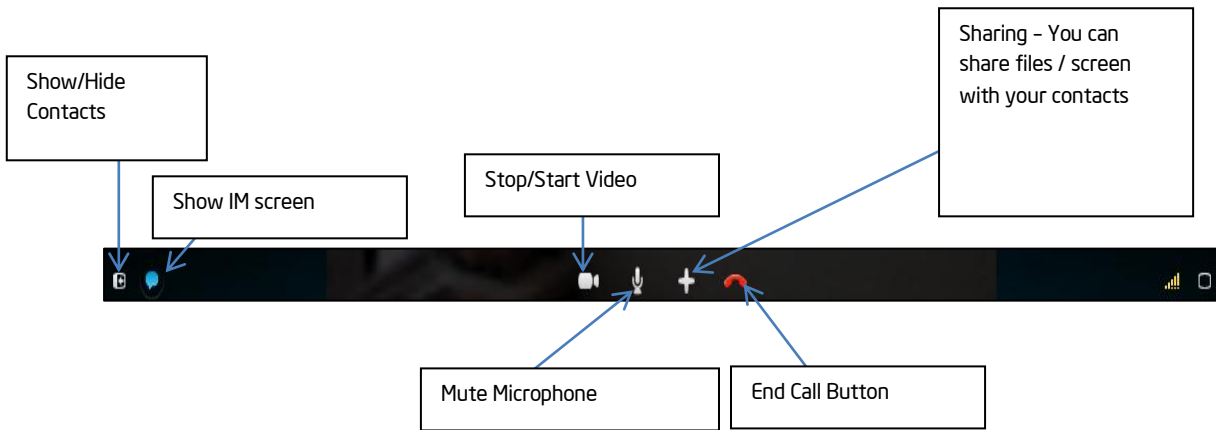 Sharing – You can
share files / screen
with your contacts
Show/Hide
Contacts
Stop/Start Video
Show IM screen
Mute Microphone
End Call Button